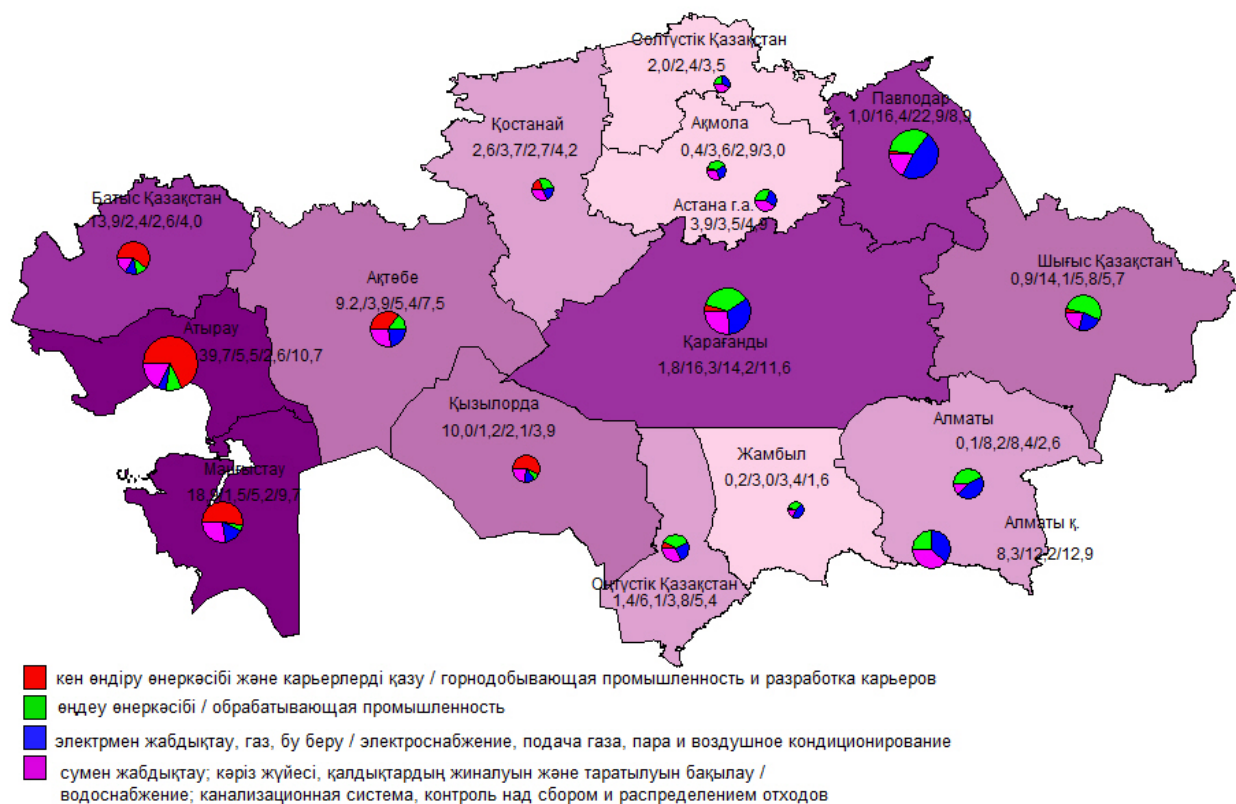 Солтүстік Қазақстан
2,0/2,4/3,5
Павлодар
1,0/16,4/22,9/8,9
Қостанай
2,6/3,7/2,7/4,2
Ақмола
0,4/3,6/2,9/3,0
Астана г.а.
3,9/3,5/4,9
Батыс Қазақстан
13,9/2,4/2,6/4,0
Ақтөбе
9.2,/3,9/5,4/7,5
Шығыс Қазақстан
0,9/14,1/5,8/5,7
Атырау
39,7/5,5/2,6/10,7
Қарағанды
1,8/16,3/14,2/11,6
Қызылорда
10,0/1,2/2,1/3,9
Алматы
0,1/8,2/8,4/2,6
Жамбыл
0,2/3,0/3,4/1,6
Маңғыстау
18,9/1,5/5,2/9,7
Алматы қ.
8,3/12,2/12,9
Оңтүстік Қазақстан
1,4/6,1/3,8/5,4
кен өндіру өнеркәсібі және карьерлерді қазу / горнодобывающая промышленность и разработка карьеров
өңдеу өнеркәсібі / обрабатывающая промышленность
электрмен жабдықтау, газ, бу беру / электроснабжение, подача газа, пара и воздушное кондиционирование
сумен жабдықтау; кәріз жүйесі, қалдықтардың жиналуын және таратылуын бақылау /
водоснабжение; канализационная система, контроль над сбором и распределением отходов